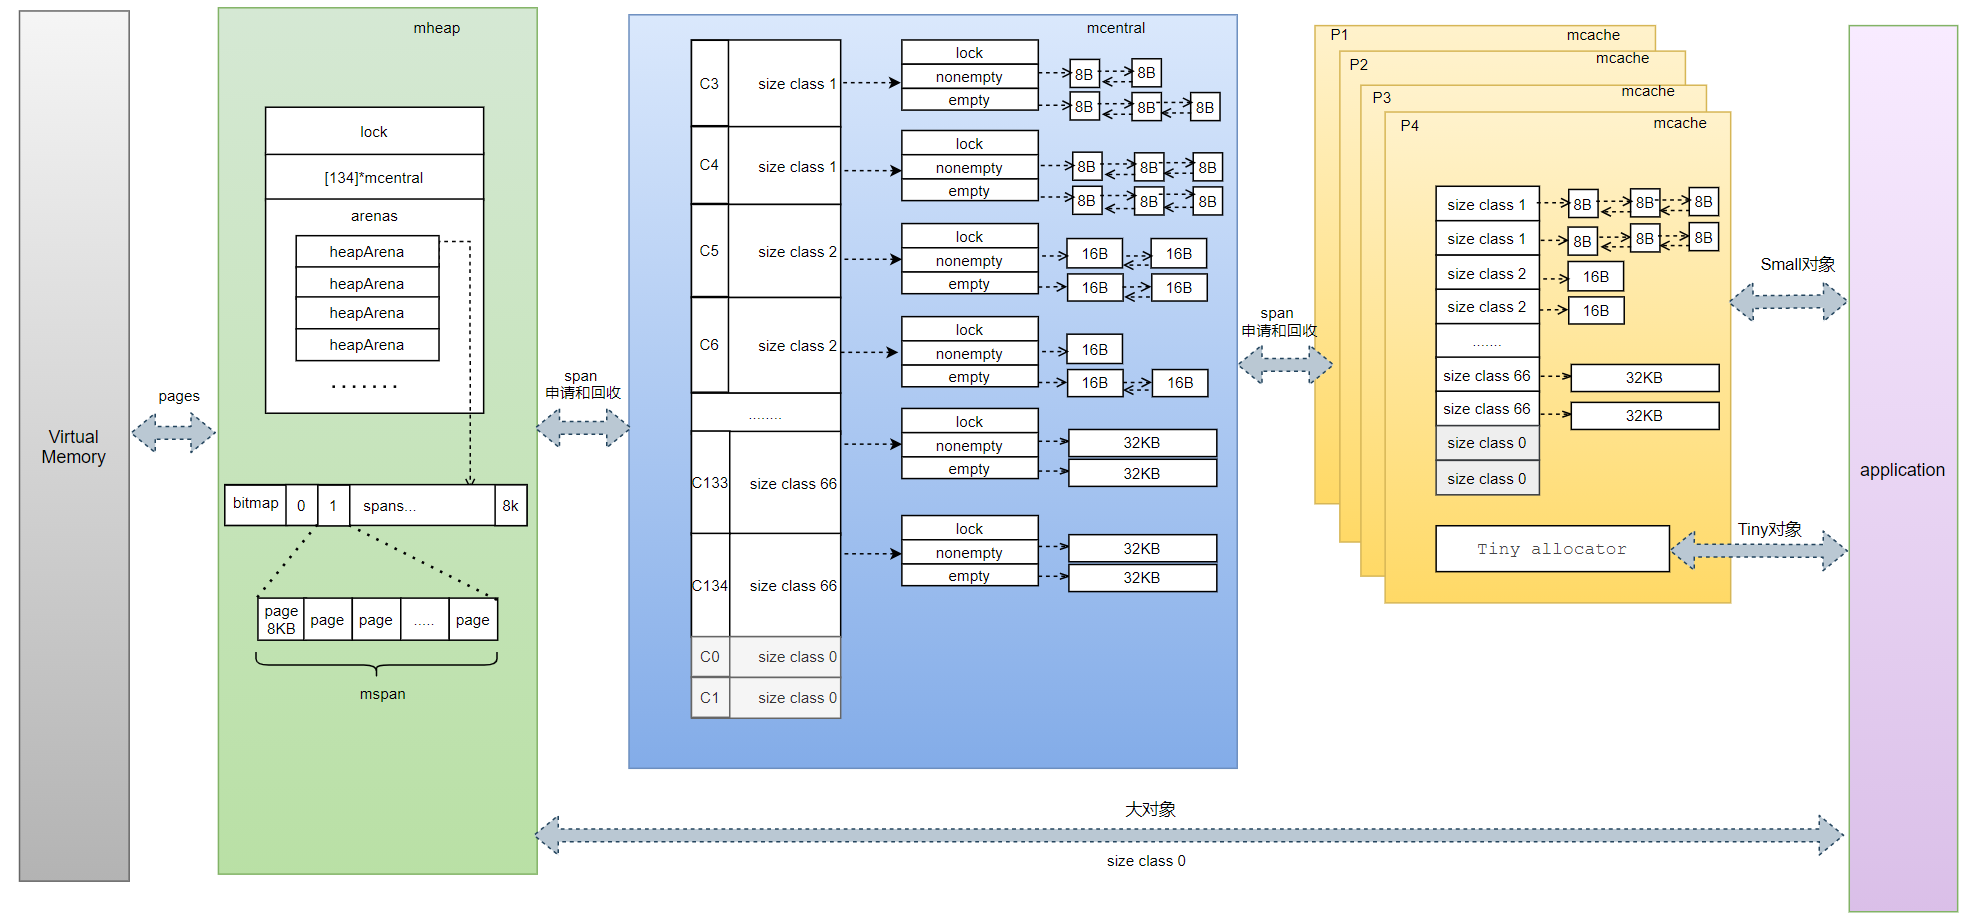 Virtual
Memory
pages
mheap
lock
[134]*mcentral
arenas
heapArena
heapArena
heapArena
heapArena
.......
bitmap
0
1
spans...
8k
page
8KB
page
page
.....
page
mspan
span
申请和回收
mcentral
C3
size class 1
lock
nonempty
8B
8B
empty
8B
8B
8B
C4
size class 1
lock
nonempty
8B
8B
8B
empty
8B
8B
8B
C5
size class 2
lock
nonempty
16B
16B
empty
16B
16B
C6
size class 2
lock
nonempty
16B
empty
16B
16B
........
C133
size class 66
lock
nonempty
32KB
empty
32KB
C134
size class 66
lock
nonempty
32KB
empty
32KB
C0
size class 0
C1
size class 0
span
申请和回收
P1
mcache
P2
mcache
P3
mcache
P4
mcache
size class 1
8B
8B
8B
size class 1
8B
8B
8B
size class 2
16B
size class 2
16B
.......
size class 66
32KB
size class 66
32KB
size class 0
size class 0
Tiny allocator
Small对象
Tiny对象
application
大对象
size class 0